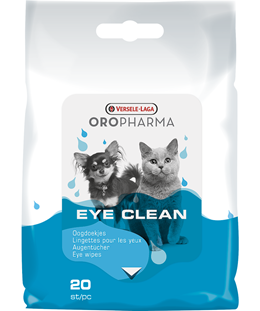 VERSELE-LAGA
OROPHARMA
EYE CLEAN
Oogdoekjes
Lingettes pour les yeux
Augentücher
Eye wipes
20
st/pc